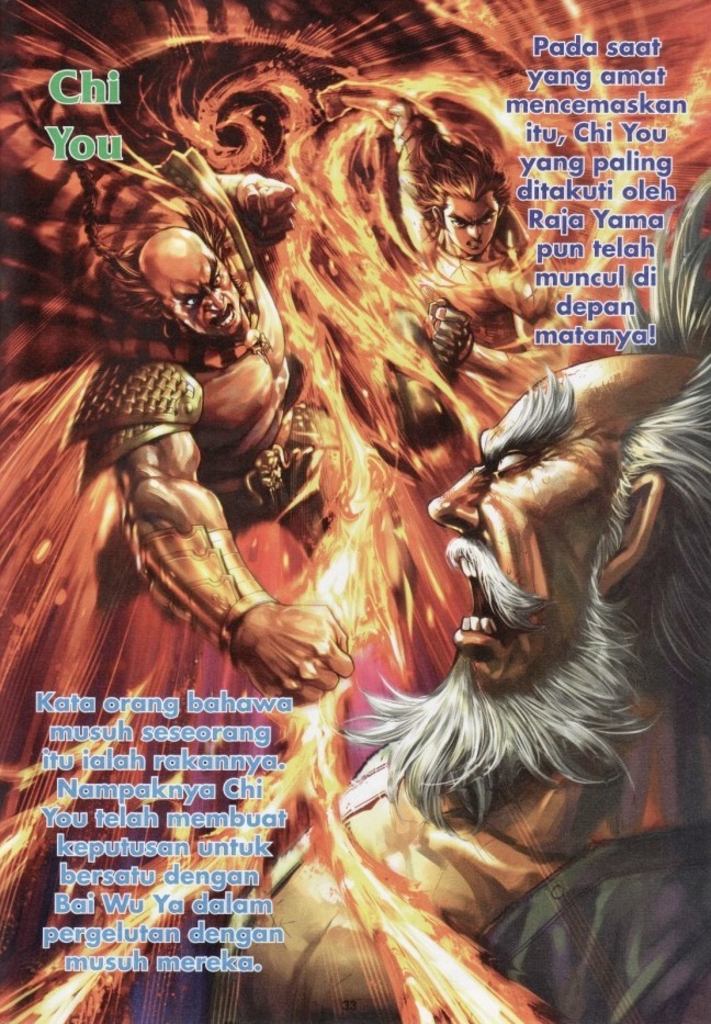 Chi
You
Pada saat
yang amat
mencemaskan
itu, Chi You
yang paling
ditakuti oleh
Raja Yama
pun telah
muncul di
depan
matanya!
Kata orang bahawa
musuh seseorang
itu ialah rakannya.
Nampaknya Chi
You telah membuat
keputusan untuk
bersatu dengan
Bai Wu Ya dalam
pergelutan dengan
musuh mereka.
33